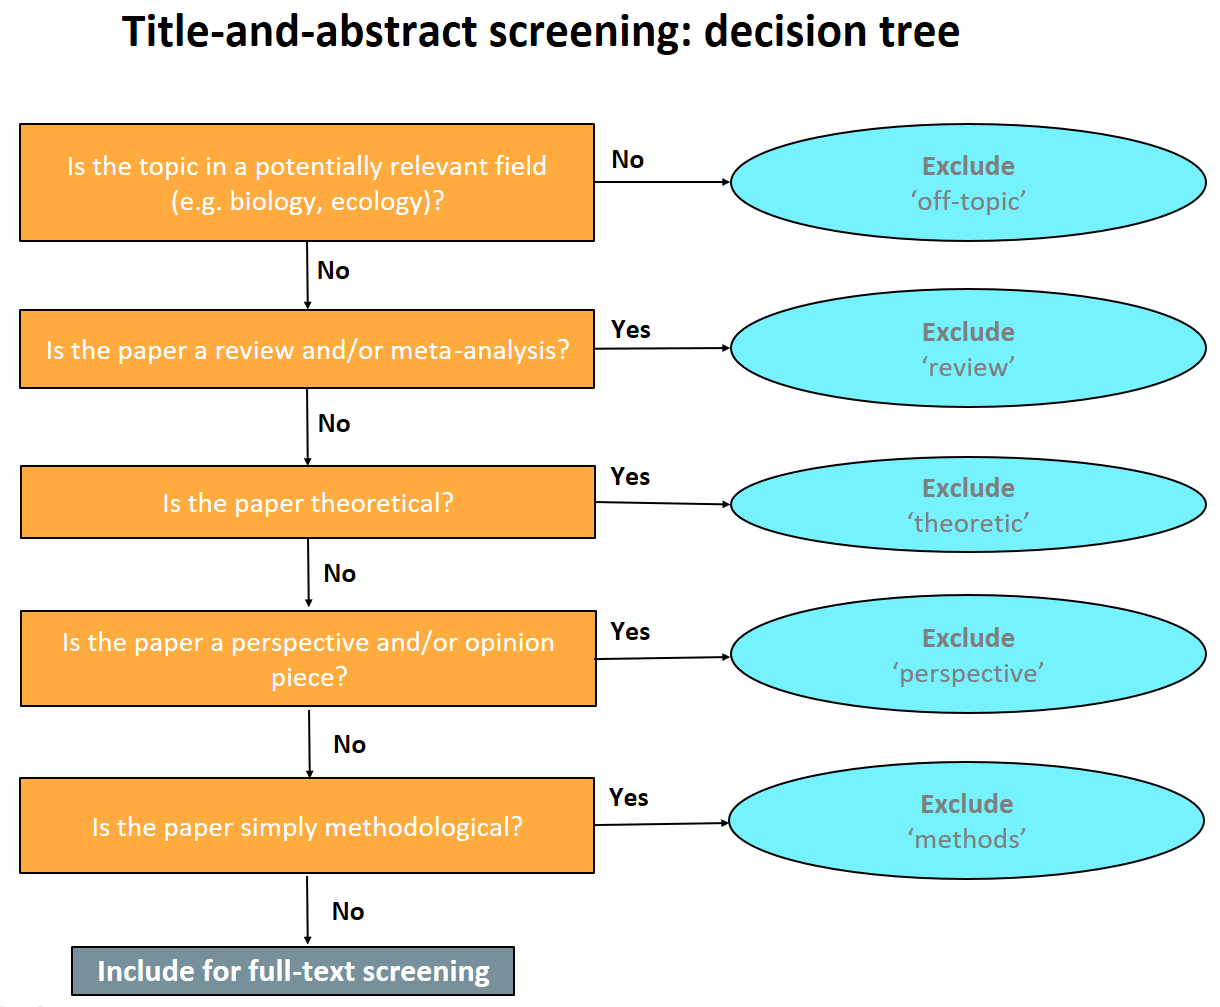 Title-and-abstract screening: decision tree
Is the topic in a potentially relevant field
(e.g. biology, ecology)?
No
Exclude
‘off-topic’
No
Is the paper a review and/or meta-analysis?
Yes
Exclude
‘review’
No
Is the paper theoretical?
Yes
Exclude
‘theoretic’
No
Is the paper a perspective and/or opinion
piece?
Yes
Exclude
‘perspective’
No
Is the paper simply methodological?
Yes
Exclude
‘methods’
No
Include for full-text screening